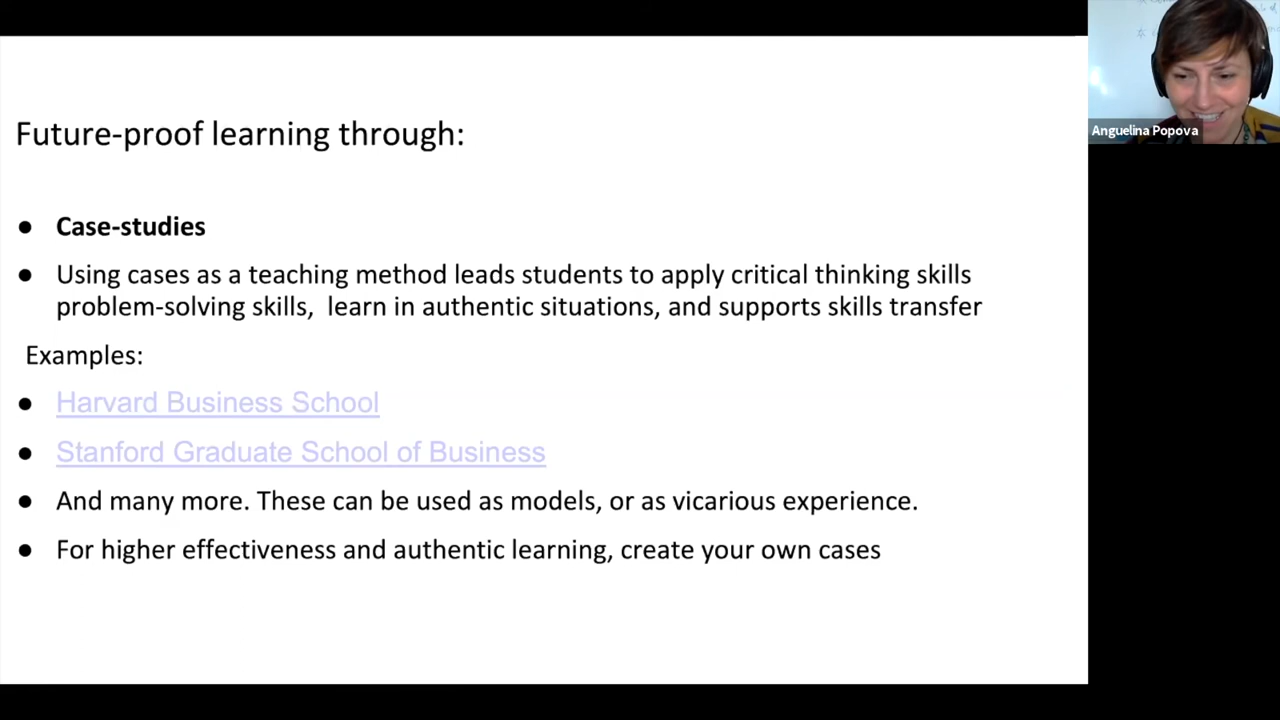 Future-proof learning through:
● Case-studies
● Using cases as a teaching method leads students to apply critical thinking skills
problem-solving skills,  learn in authentic situations, and supports skills transfer
Examples:
● Harvard Business School
● Stanford Graduate School of Business
● And many more. These can be used as models, or as vicarious experience.
● For higher effectiveness and authentic learning, create your own cases
Anguelina Popova